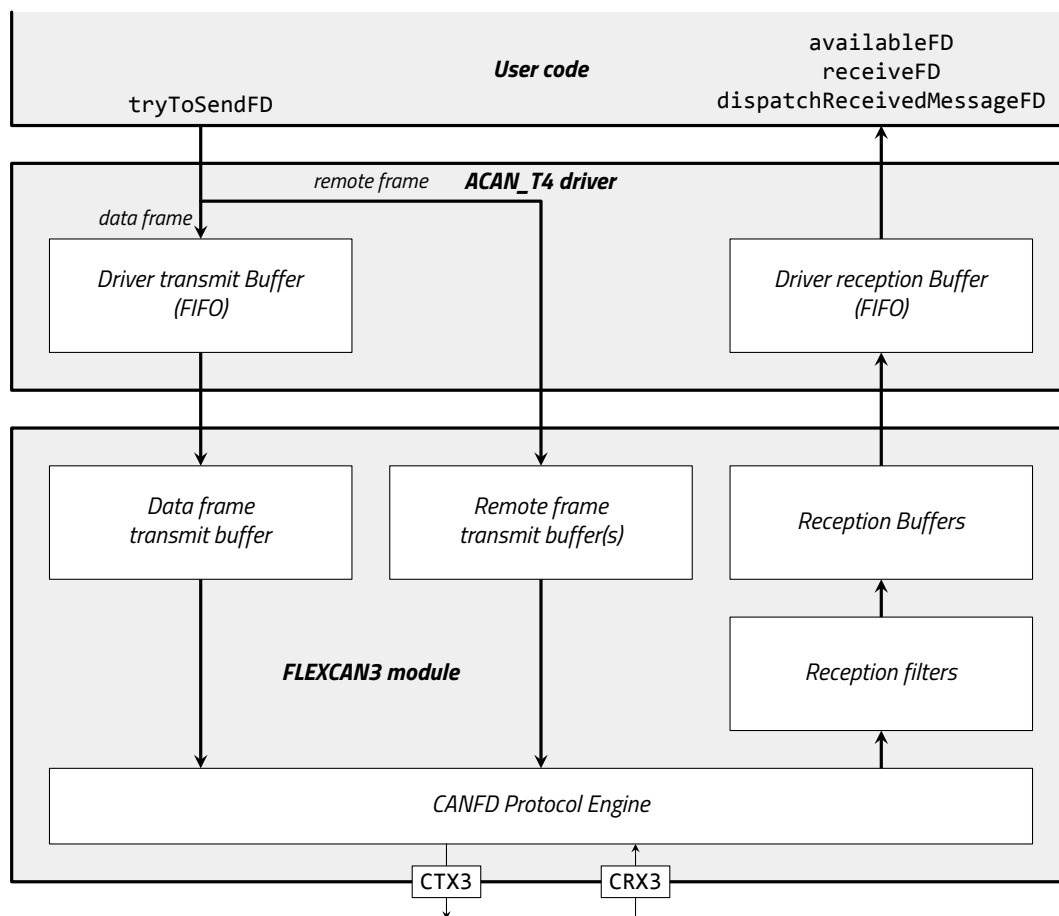 availableFD
User code
receiveFD
tryToSendFD
dispatchReceivedMessageFD
remote frame
ACAN_T4 driver
data frame
Driver transmit Buffer
(FIFO)
Driver reception Buffer
(FIFO)
Data frame
transmit buffer
Remote frame
transmit buffer(s)
Reception Buffers
FLEXCAN3 module
Reception filters
CANFD Protocol Engine
CTX3
CRX3